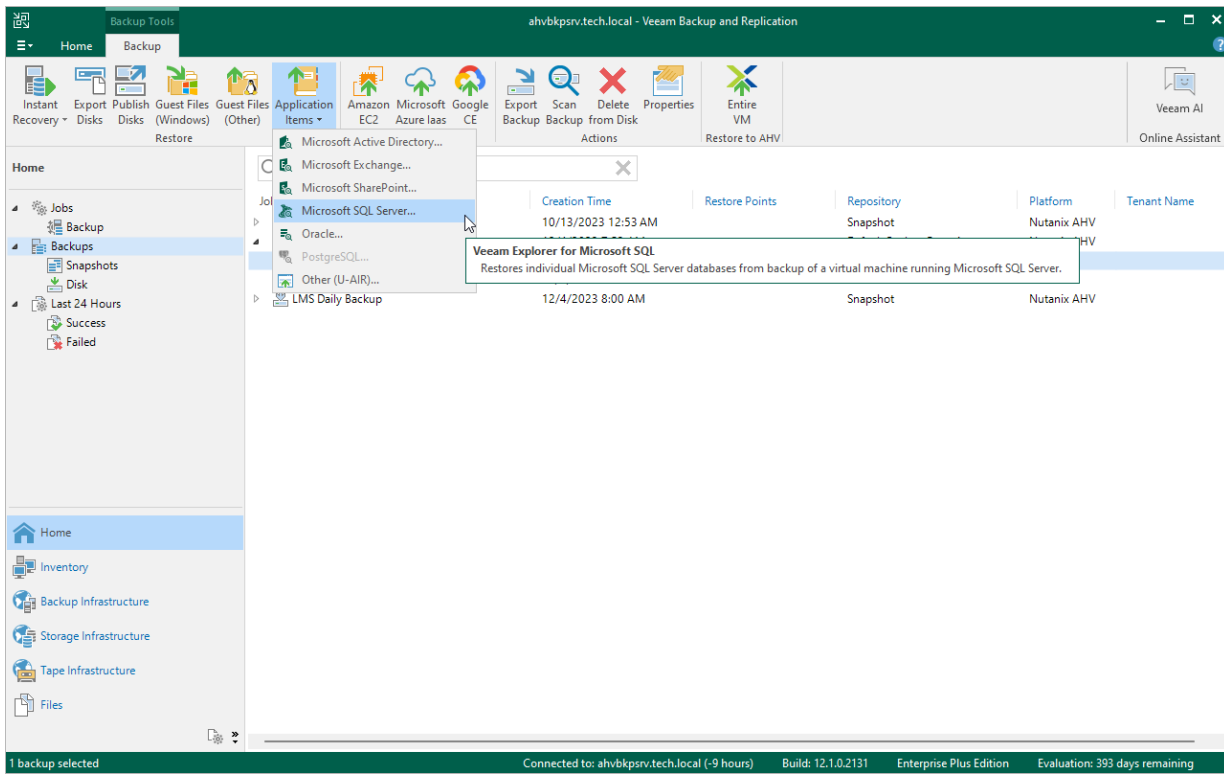 Backup Tools
ahvbkpsrv.tech.local - Veeam Backup and Replication
Home Backup
Instant Recovery
Export Disks
Publish Disks
Guest Files (Windows)
Guest Files (Other)
Application Items
Amazon EC2
Microsoft Azure Iaas
Google CE
Export Backup
Scan Backup
Delete from Disk
Properties
Entire VM
Veeam AI
Restore
Actions
Restore to AHV
Online Assistant
Microsoft Active Directory...
Microsoft Exchange...
Microsoft SharePoint...
Microsoft SQL Server...
Oracle...
PostgreSQL...
Other (U-AIR)...
Veeam Explorer for Microsoft SQL
Restores individual Microsoft SQL Server databases from backup of a virtual machine running Microsoft SQL Server.
Home
Jobs
Backup
Backups
Snapshots
Disk
Last 24 Hours
Success
Failed
Creation Time Restore Points Repository Platform Tenant Name
10/13/2023 12:53 AM Snapshot Nutanix AHV
LMS Daily Backup 12/4/2023 8:00 AM Snapshot Nutanix AHV
Home
Inventory
Backup Infrastructure
Storage Infrastructure
Tape Infrastructure
Files
1 backup selected
Connected to: ahvbkpsrv.tech.local (-9 hours) Build: 12.1.0.2131 Enterprise Plus Edition Evaluation: 393 days remaining